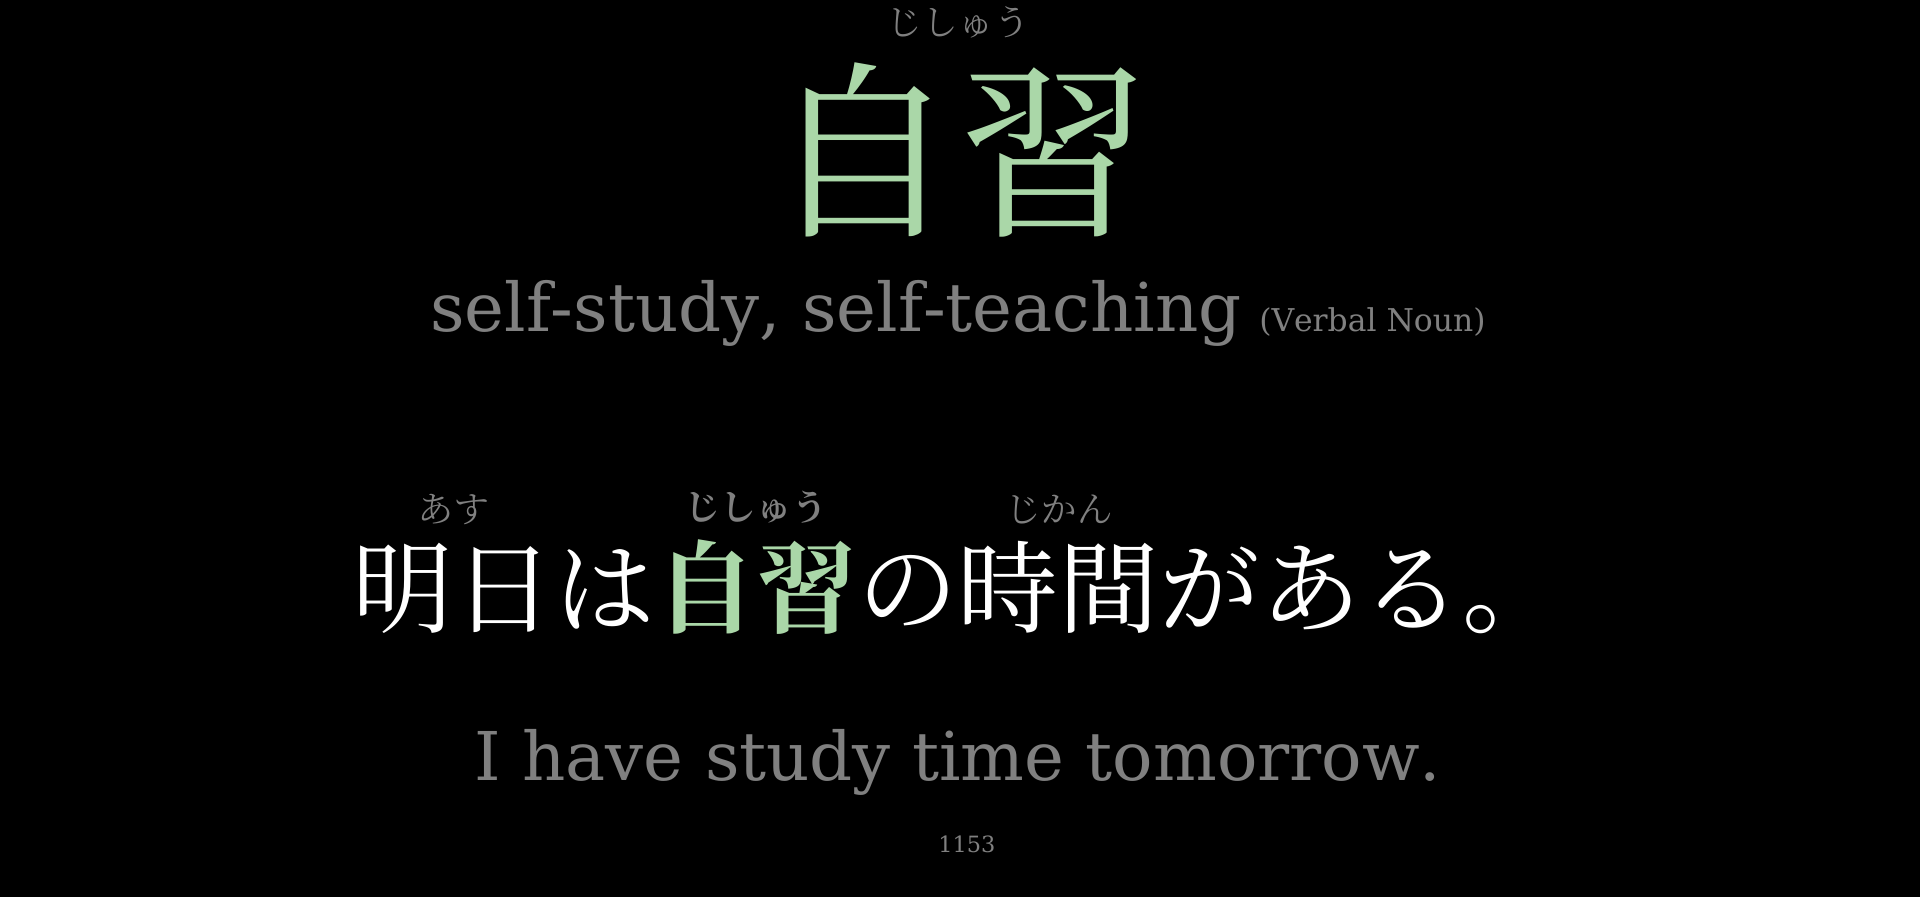 じしゅう
自習
self-study, self-teaching (Verbal Noun)
あす じしゅう じかん
明日は自習の時間がある。
I have study time tomorrow.
1153